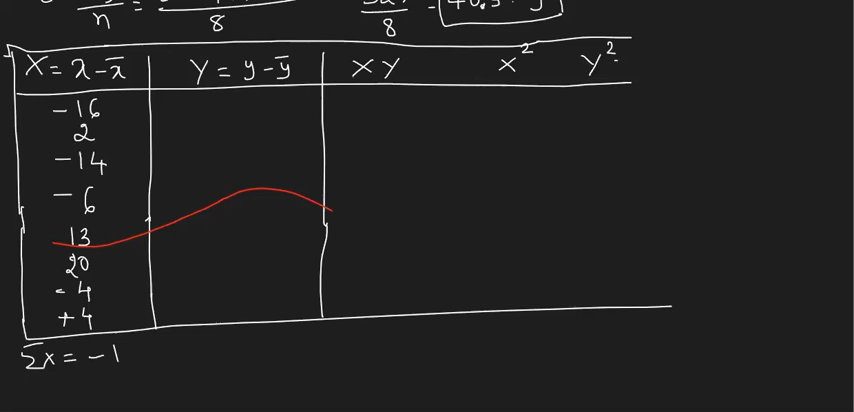 n = 8 8
X = x - x̄ Y = y - ȳ XY X² Y²
-16
2
-14
-6
13
20
-4
+4
Σx = -1